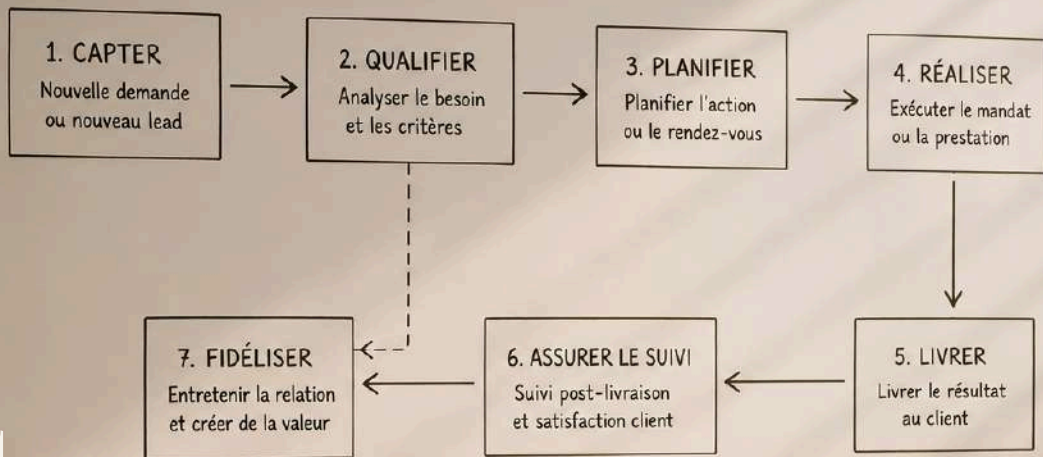 1. CAPTER
Nouvelle demande
ou nouveau lead
2. QUALIFIER
Analyser le besoin
et les critères
3. PLANIFIER
Planifier l'action
ou le rendez-vous
4. RÉALISER
Exécuter le mandat
ou la prestation
5. LIVRER
Livrer le résultat
au client
6. ASSURER LE SUIVI
Suivi post-livraison
et satisfaction client
7. FIDÉLISER
Entretenir la relation
et créer de la valeur